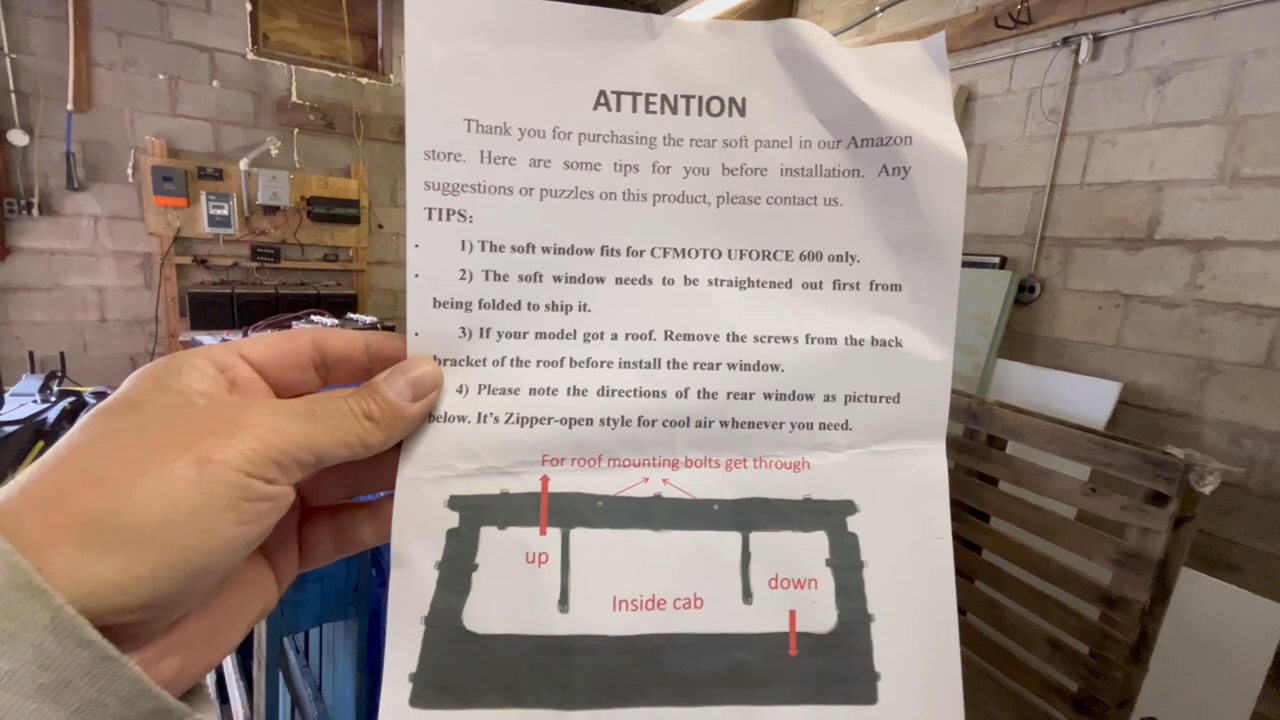 ATTENTION
Thank you for purchasing the rear soft panel in our Amazon
store. Here are some tips for you before installation. Any
suggestions or puzzles on this product, please contact us.
TIPS:
· 1) The soft window fits for CFMOTO UFORCE 600 only.
· 2) The soft window needs to be straightened out first from
being folded to ship it.
· 3) If your model got a roof. Remove the screws from the back
bracket of the roof before install the rear window.
4) Please note the directions of the rear window as pictured
below. It's Zipper-open style for cool air whenever you need.
For roof mounting bolts get through
up
down
Inside cab